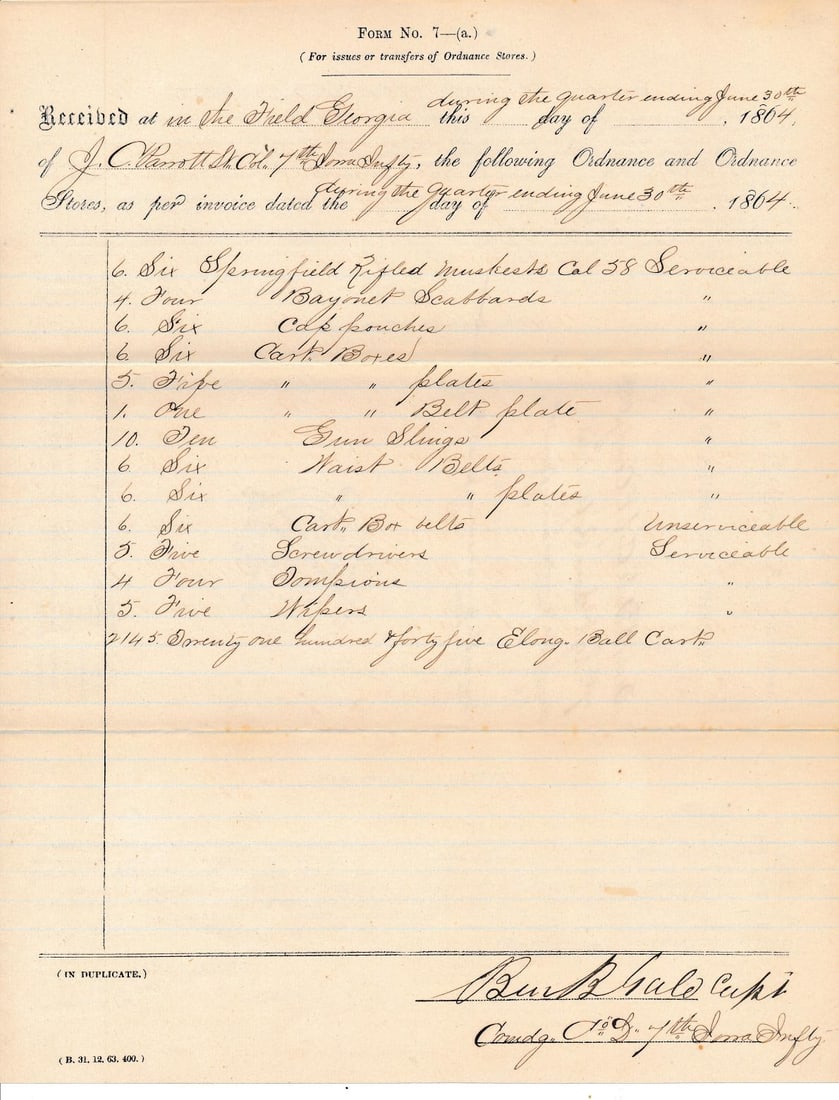 FORM No. 7—(a.)
(For issues or transfers of Ordnance Stores.)
during the quarter ending June 30th
Received at in the Field Georgia this day of , 1864,
of J. C. Parrott Lt. Col. 7th Iowa Infty, the following Ordnance and Ordnance
during the quarter ending June 30th
Stores, as per invoice dated the day of . 1864.
6. Six Springfield Rifled Muskests Cal 58 Serviceable
4. Four Bayonet Scabbards "
6. Six Cap pouches "
6 Six Cart. Boxes "
5. Five " " plates "
1. One " " Belt plate "
10. Ten Gun Slings "
6 Six Waist Belts "
6. Six " " plates "
6. Six Cart. Box belts Unserviceable
5. Five Screwdrivers Serviceable
4 Four Tompions "
5. Five Wipers "
2145. Twenty one hundred & forty five Elong. Ball Cart.
(IN DUPLICATE.)
Ben B Gale Capt
Comdg. Co. D. 7th Iowa Infty.
(B. 31. 12. 63. 400.)